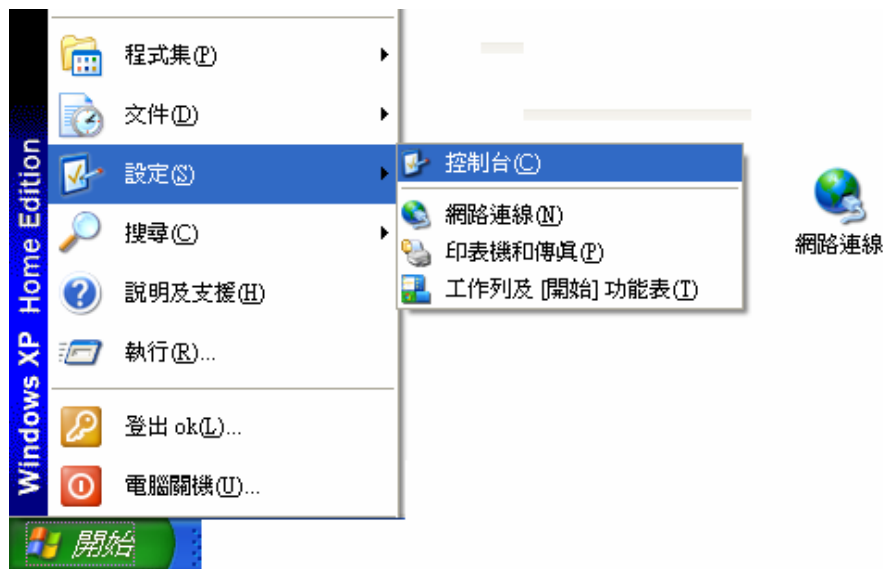 Windows XP Home Edition
程式集(P)
文件(D)
設定(S)
搜尋(C)
說明及支援(H)
執行(R)...
登出 ok(L)...
電腦關機(U)...
控制台(C)
網路連線(N)
印表機和傳真(P)
工作列及 [開始] 功能表(T)
網路連線
開始